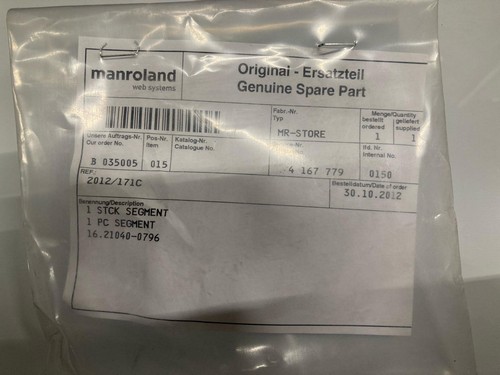 manroland
web systems
Original - Ersatzteil
Genuine Spare Part
Fabr.-Nr.
Typ
MR-STORE
Menge/Quantity
bestellt
ordered
1
geliefert
supplied
1
Unsere Auftrags-Nr.
Our order No.
B 035005
Pos-Nr.
Item
015
Katalog-Nr.
Catalogue No.
4 167 779
Ind. Nr.
Internal No.
0150
REF.:
2012/171C
Bestelldatum/Date of order
30.10.2012
Benennung/Description
1 STCK SEGMENT
1 PC SEGMENT
16.21040-0796